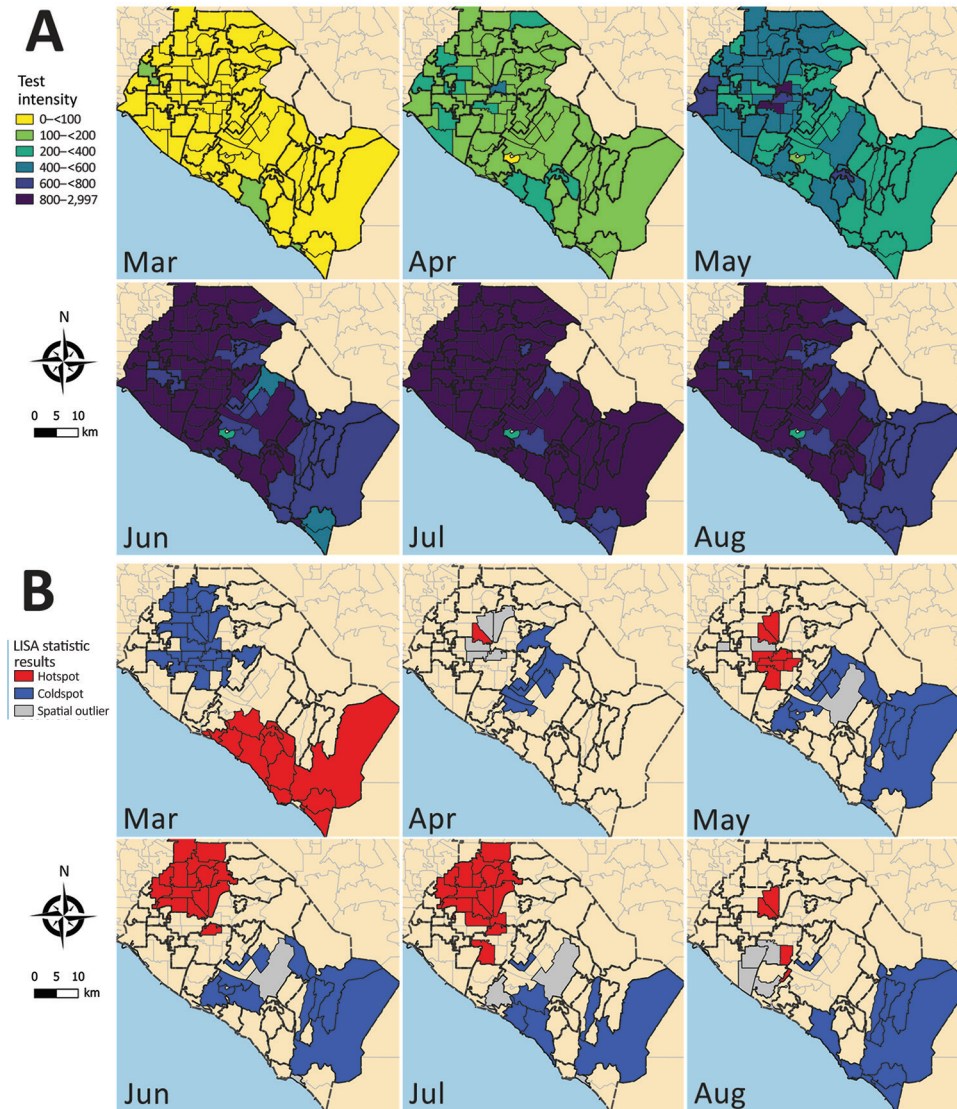 A
Test
intensity
0–<100
100–<200
200–<400
400–<600
600–<800
800–2,997
Mar
Apr
May
N
0 5 10
km
Jun
Jul
Aug
B
LISA statistic
results
Hotspot
Coldspot
Spatial outlier
Mar
Apr
May
N
0 5 10
km
Jun
Jul
Aug